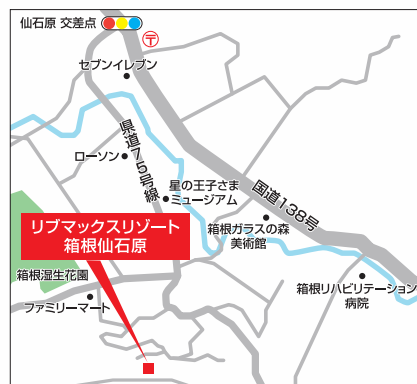 仙石原 交差点
〒
セブンイレブン
県道75号線
ローソン
星の王子さま
ミュージアム
国道138号
リブマックスリゾート
箱根仙石原
箱根ガラスの森
美術館
箱根湿生花園
箱根リハビリテーション
病院
ファミリーマート